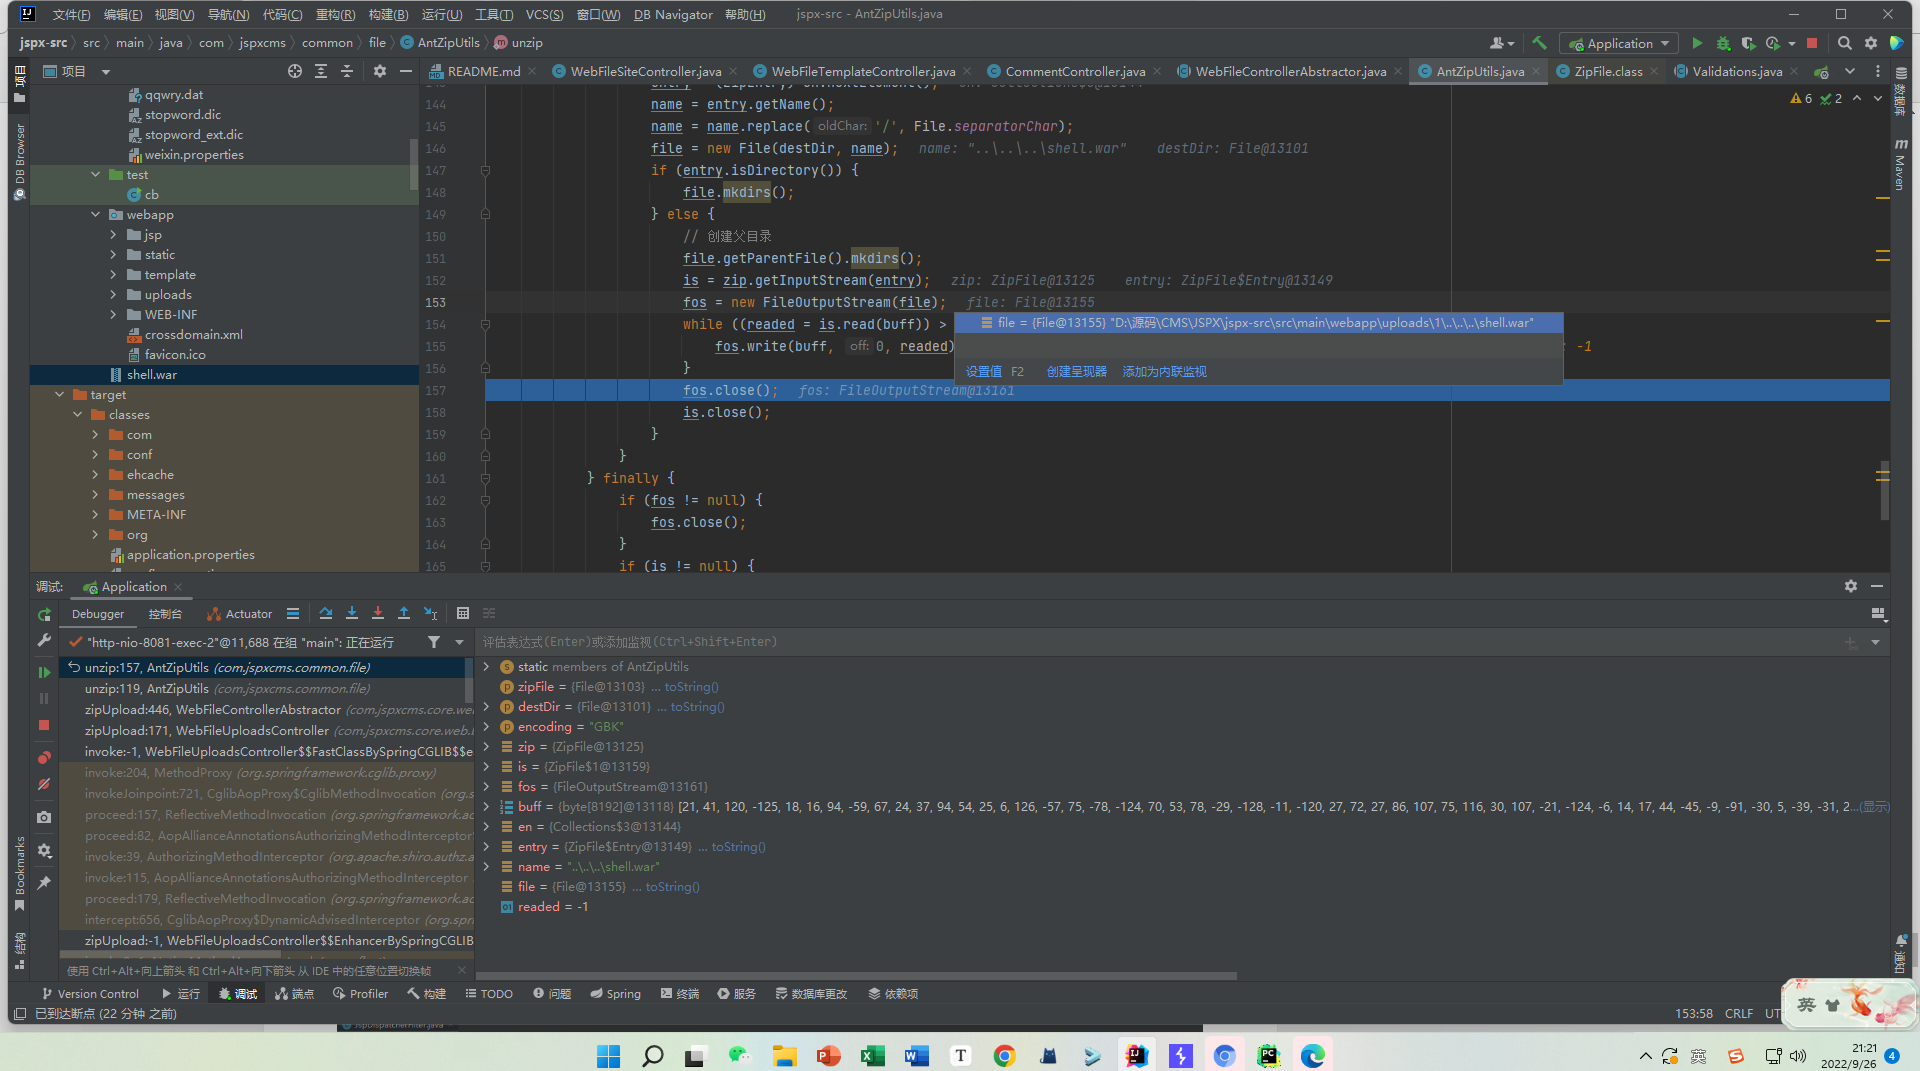 文件(F) 编辑(E) 视图(V) 导航(N) 代码(C) 重构(R) 构建(B) 运行(U) 工具(T) VCS(S) 窗口(W) DB Navigator 帮助(H) jspx-src - AntZipUtils.java
jspx-src src main java com jspxcms common file AntZipUtils unzip
Application
项目
README.md WebFileSiteController.java WebFileTemplateController.java CommentController.java WebFileControllerAbstractor.java AntZipUtils.java ZipFile.class Validations.java
项目
DB Browser
数据库
Maven
qqwry.dat
stopword.dic
stopword_ext.dic
weixin.properties
test
cb
webapp
jsp
static
template
uploads
WEB-INF
crossdomain.xml
favicon.ico
shell.war
target
classes
com
conf
ehcache
messages
META-INF
org
application.properties
6 2
144 name = entry.getName();
145 name = name.replace( oldChar: '/', File.separatorChar);
146 file = new File(destDir, name); name: "..\..\..\shell.war" destDir: File@13101
147 if (entry.isDirectory()) {
148 file.mkdirs();
149 } else {
150 // 创建父目录
151 file.getParentFile().mkdirs();
152 is = zip.getInputStream(entry); zip: ZipFile@13125 entry: ZipFile$Entry@13149
153 fos = new FileOutputStream(file); file: File@13155
154 while ((readed = is.read(buff)) >
file = {File@13155} "D:\源码\CMS\JSPX\jspx-src\src\main\webapp\uploads\1\..\..\..\shell.war"
155 fos.write(buff, off: 0, readed) : -1
156 }
设置值 F2 创建呈现器 添加为内联监视
157 fos.close(); fos: FileOutputStream@13161
158 is.close();
159 }
160 }
161 } finally {
162 if (fos != null) {
163 fos.close();
164 }
165 if (is != null) {
调试: Application
Debugger 控制台 Actuator
"http-nio-8081-exec-2"@11,688 在组 "main": 正在运行
评估表达式(Enter)或添加监视(Ctrl+Shift+Enter)
unzip:157, AntZipUtils (com.jspxcms.common.file)
unzip:119, AntZipUtils (com.jspxcms.common.file)
zipUpload:446, WebFileControllerAbstractor (com.jspxcms.core.we
zipUpload:171, WebFileUploadsController (com.jspxcms.core.web.b
invoke:-1, WebFileUploadsController$$FastClassBySpringCGLIB$$e
invoke:204, MethodProxy (org.springframework.cglib.proxy)
invokeJoinpoint:721, CglibAopProxy$CglibMethodInvocation (org.s
proceed:157, ReflectiveMethodInvocation (org.springframework.ao
proceed:82, AopAllianceAnnotationsAuthorizingMethodInterceptor
invoke:39, AuthorizingMethodInterceptor (org.apache.shiro.authz.a
invoke:115, AopAllianceAnnotationsAuthorizingMethodInterceptor
proceed:179, ReflectiveMethodInvocation (org.springframework.ao
intercept:656, CglibAopProxy$DynamicAdvisedInterceptor (org.spri
zipUpload:-1, WebFileUploadsController$$EnhancerBySpringCGLIB
使用 Ctrl+Alt+向上箭头 和 Ctrl+Alt+向下箭头 从 IDE 中的任意位置切换帧
static members of AntZipUtils
zipFile = {File@13103} ... toString()
destDir = {File@13101} ... toString()
encoding = "GBK"
zip = {ZipFile@13125}
is = {ZipFile$1@13159}
fos = {FileOutputStream@13161}
buff = {byte[8192]@13118} [21, 41, 120, -125, 18, 16, 94, -59, 67, 24, 37, 94, 54, 25, 6, 126, -57, 75, -78, -124, 70, 53, 78, -29, -128, -11, -120, 27, 72, 27, 86, 107, 75, 116, 30, 107, -21, -124, -6, 14, 17, 44, -45, -9, -91, -30, 5, -39, -31, 2...(显示)
en = {Collections$3@13144}
entry = {ZipFile$Entry@13149} ... toString()
name = "..\..\..\shell.war"
file = {File@13155} ... toString()
readed = -1
Bookmarks
结构
通知
Version Control 运行 调试 端点 Profiler 构建 TODO 问题 Spring 终端 服务 数据库更改 依赖项
已到达断点 (22 分钟 之前)
153:58 CRLF UT
英
英
21:21
2022/9/26
4